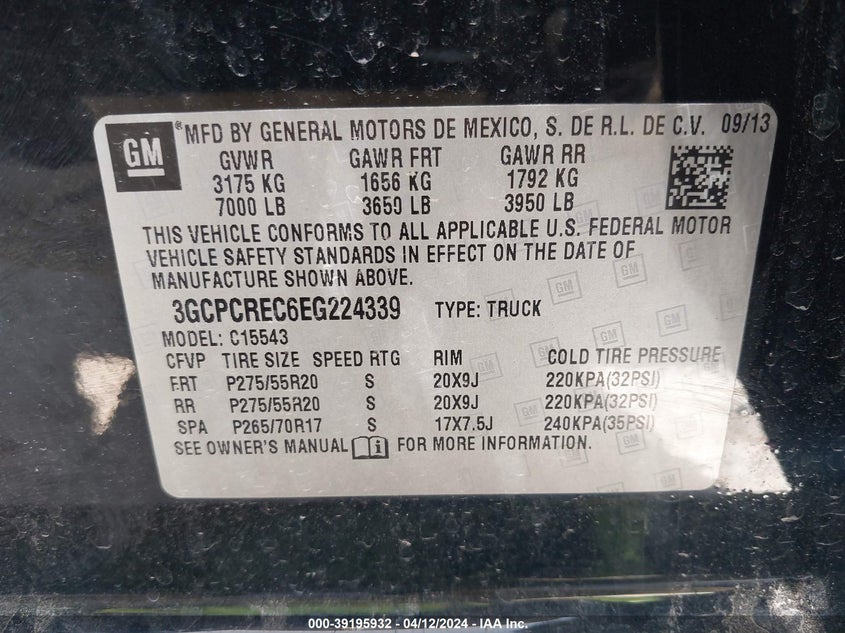 GM ® MFD BY GENERAL MOTORS DE MEXICO, S. DE R.L. DE C.V. 09/13
GVWR GAWR FRT GAWR RR
3175 KG 1656 KG 1792 KG
7000 LB 3650 LB 3950 LB
THIS VEHICLE CONFORMS TO ALL APPLICABLE U.S. FEDERAL MOTOR
VEHICLE SAFETY STANDARDS IN EFFECT ON THE DATE OF
MANUFACTURE SHOWN ABOVE.
3GCPCREC6EG224339 TYPE: TRUCK
MODEL: C15543
CFVP TIRE SIZE SPEED RTG RIM COLD TIRE PRESSURE
FRT P275/55R20 S 20X9J 220KPA(32PSI)
RR P275/55R20 S 20X9J 220KPA(32PSI)
SPA P265/70R17 S 17X7.5J 240KPA(35PSI)
SEE OWNER'S MANUAL FOR MORE INFORMATION.
000-39195932 - 04/12/2024 - IAA Inc.